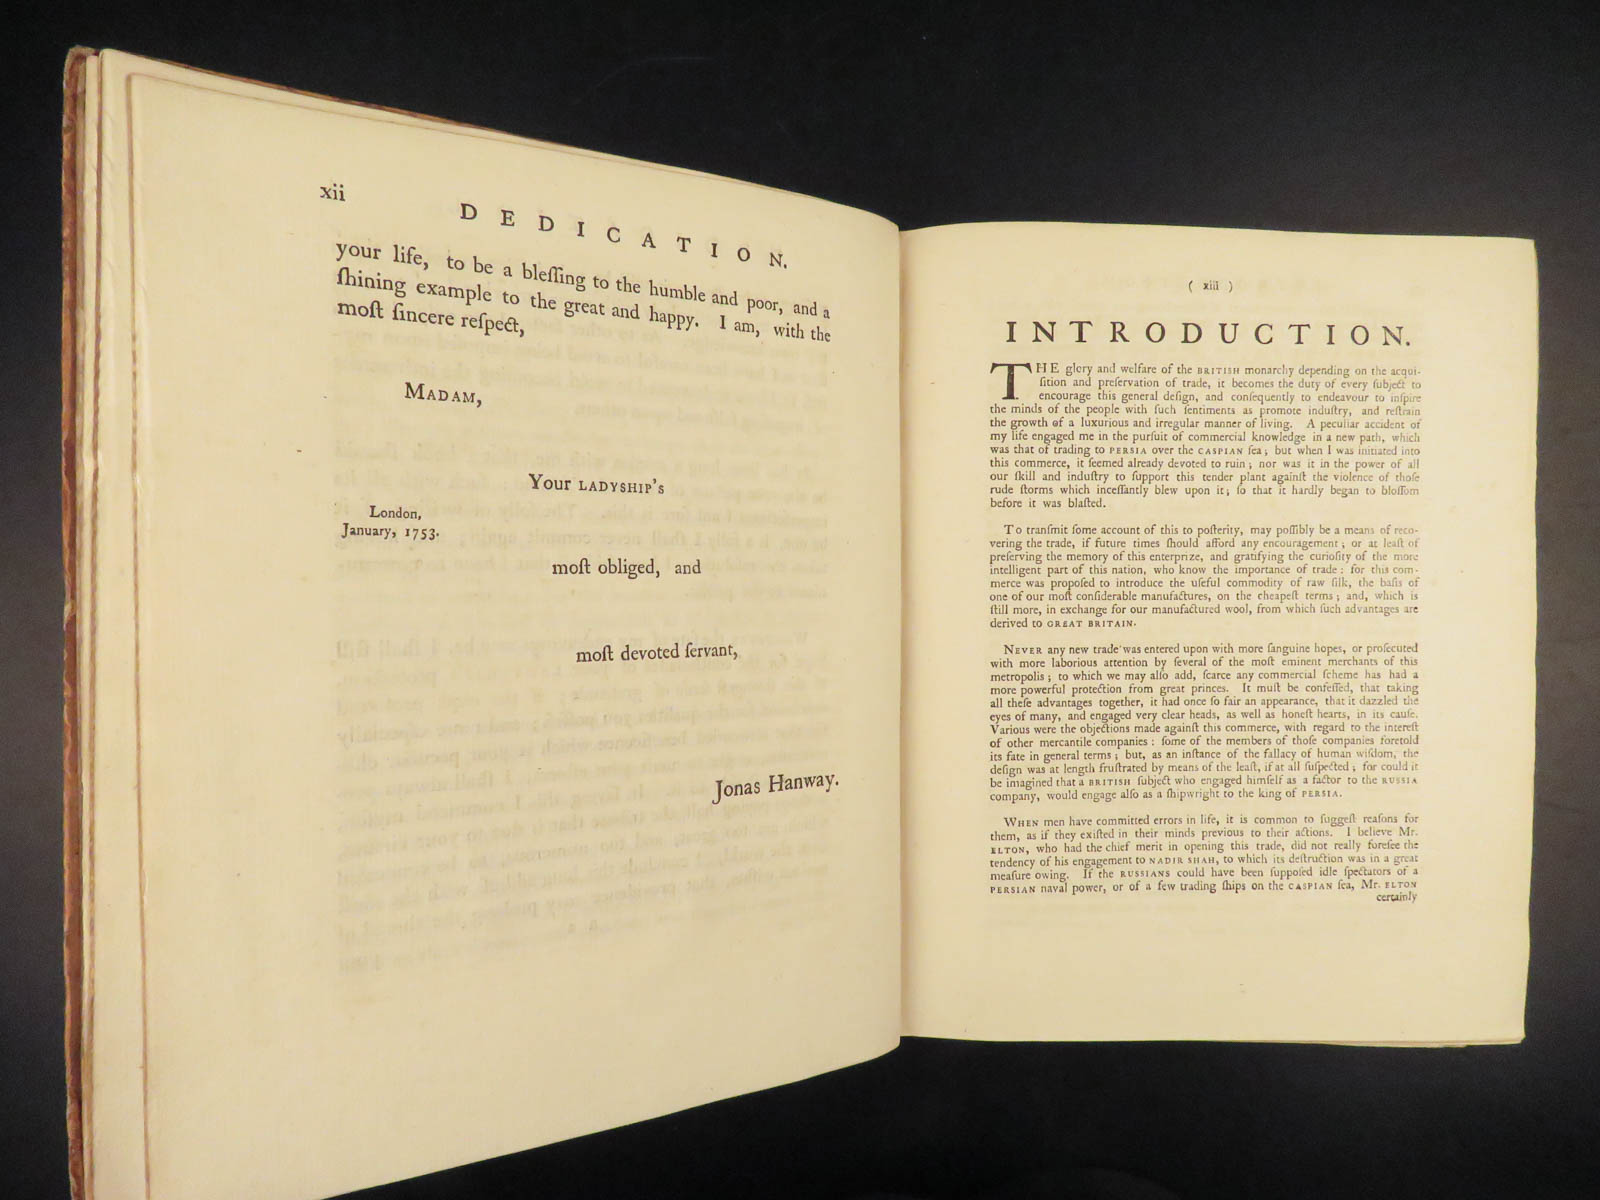 xii
DEDICATION.
your life, to be a bleſſing to the humble and poor, and a
ſhining example to the great and happy. I am, with the
moſt ſincere reſpect,
MADAM,
Your LADYSHIP's
London,
January, 1753.
moſt obliged, and
moſt devoted ſervant,
Jonas Hanway.
( xiii )
INTRODUCTION.
THE glory and welfare of the BRITISH monarchy depending on the acqui-
ſition and preſervation of trade, it becomes the duty of every ſubject to
encourage this general deſign, and conſequently to endeavour to inſpire
the minds of the people with ſuch ſentiments as promote induſtry, and reſtrain
the growth of a luxurious and irregular manner of living. A peculiar accident of
my life engaged me in the purſuit of commercial knowledge in a new path, which
was that of trading to PERSIA over the CASPIAN ſea; but when I was initiated into
this commerce, it ſeemed already devoted to ruin; nor was it in the power of all
our ſkill and induſtry to ſupport this tender plant againſt the violence of thoſe
rude ſtorms which inceſſantly blew upon it; ſo that it hardly began to bloſſom
before it was blaſted.
To tranſmit ſome account of this to poſterity, may poſſibly be a means of reco-
vering the trade, if future times ſhould afford any encouragement; or at leaſt of
preſerving the memory of this enterprize, and gratifying the curioſity of the more
intelligent part of this nation, who know the importance of trade: for this com-
merce was propoſed to introduce the uſeful commodity of raw ſilk, the baſis of
one of our moſt conſiderable manufactures, on the cheapeſt terms; and, which is
ſtill more, in exchange for our manufactured wool, from which ſuch advantages are
derived to GREAT BRITAIN.
NEVER any new trade was entered upon with more ſanguine hopes, or proſecuted
with more laborious attention by ſeveral of the moſt eminent merchants of this
metropolis; to which we may alſo add, ſcarce any commercial ſcheme has had a
more powerful protection from great princes. It muſt be confeſſed, that taking
all theſe advantages together, it had once ſo fair an appearance, that it dazzled the
eyes of many, and engaged very clear heads, as well as honeſt hearts, in its cauſe.
Various were the objections made againſt this commerce, with regard to the intereſt
of other mercantile companies: ſome of the members of thoſe companies foretold
its fate in general terms; but, as an inſtance of the fallacy of human wiſdom, the
deſign was at length fruſtrated by means of the leaſt, if at all ſuſpected; for could it
be imagined that a BRITISH ſubject who engaged himſelf as a factor to the RUSSIA
company, would engage alſo as a ſhipwright to the king of PERSIA.
WHEN men have committed errors in life, it is common to ſuggeſt reaſons for
them, as if they exiſted in their minds previous to their actions. I believe Mr.
ELTON, who had the chief merit in opening this trade, did not really foreſee the
tendency of his engagement to NADIR SHAH, to which its deſtruction was in a great
meaſure owing. If the RUSSIANS could have been ſuppoſed idle ſpectators of a
PERSIAN naval power, or of a few trading ſhips on the CASPIAN ſea, Mr. ELTON
certainly